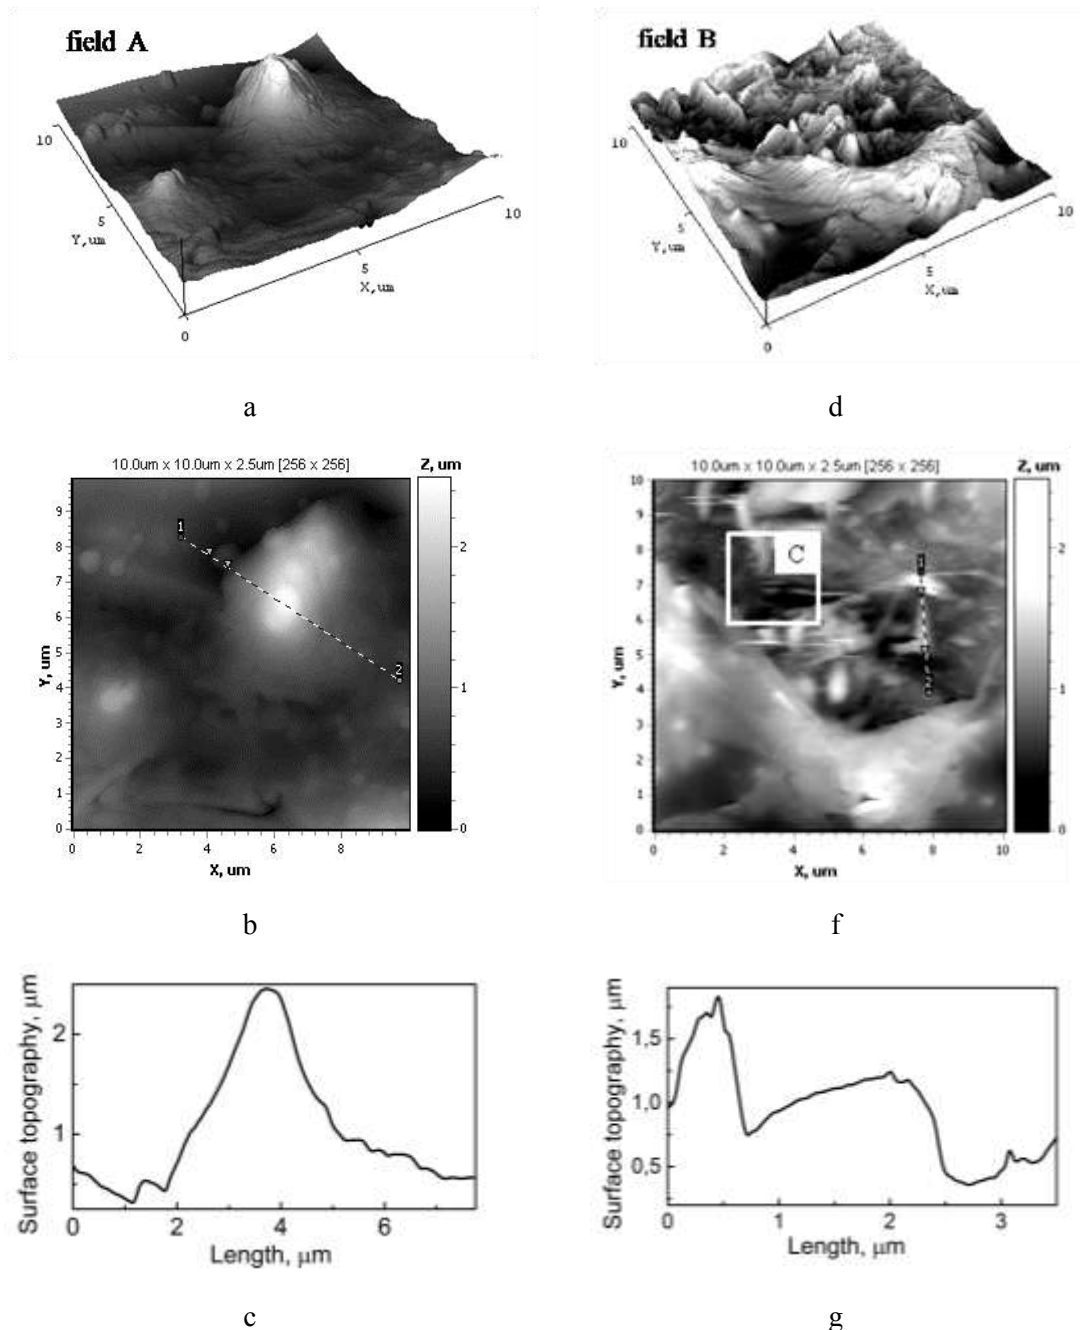 field A
10
5
Y,um
0
5
X,um
10
field B
10
5
Y,um
0
5
X,um
10
a
d
10.0um x 10.0um x 2.5um [256 x 256]
Z, um
9
8
7
6
5
4
3
2
1
0
Y, um
0 2 4 6 8
X, um
1
2
2
1
0
10.0um x 10.0um x 2.5um [256 x 256]
Z, um
10
9
8
7
6
5
4
3
2
1
0
Y, um
0 2 4 6 8 10
X, um
C
1
2
1
0
b
f
Surface topography, μm
2
1
0 2 4 6
Length, μm
Surface topography, μm
1,5
1,0
0,5
0 1 2 3
Length, μm
c
g